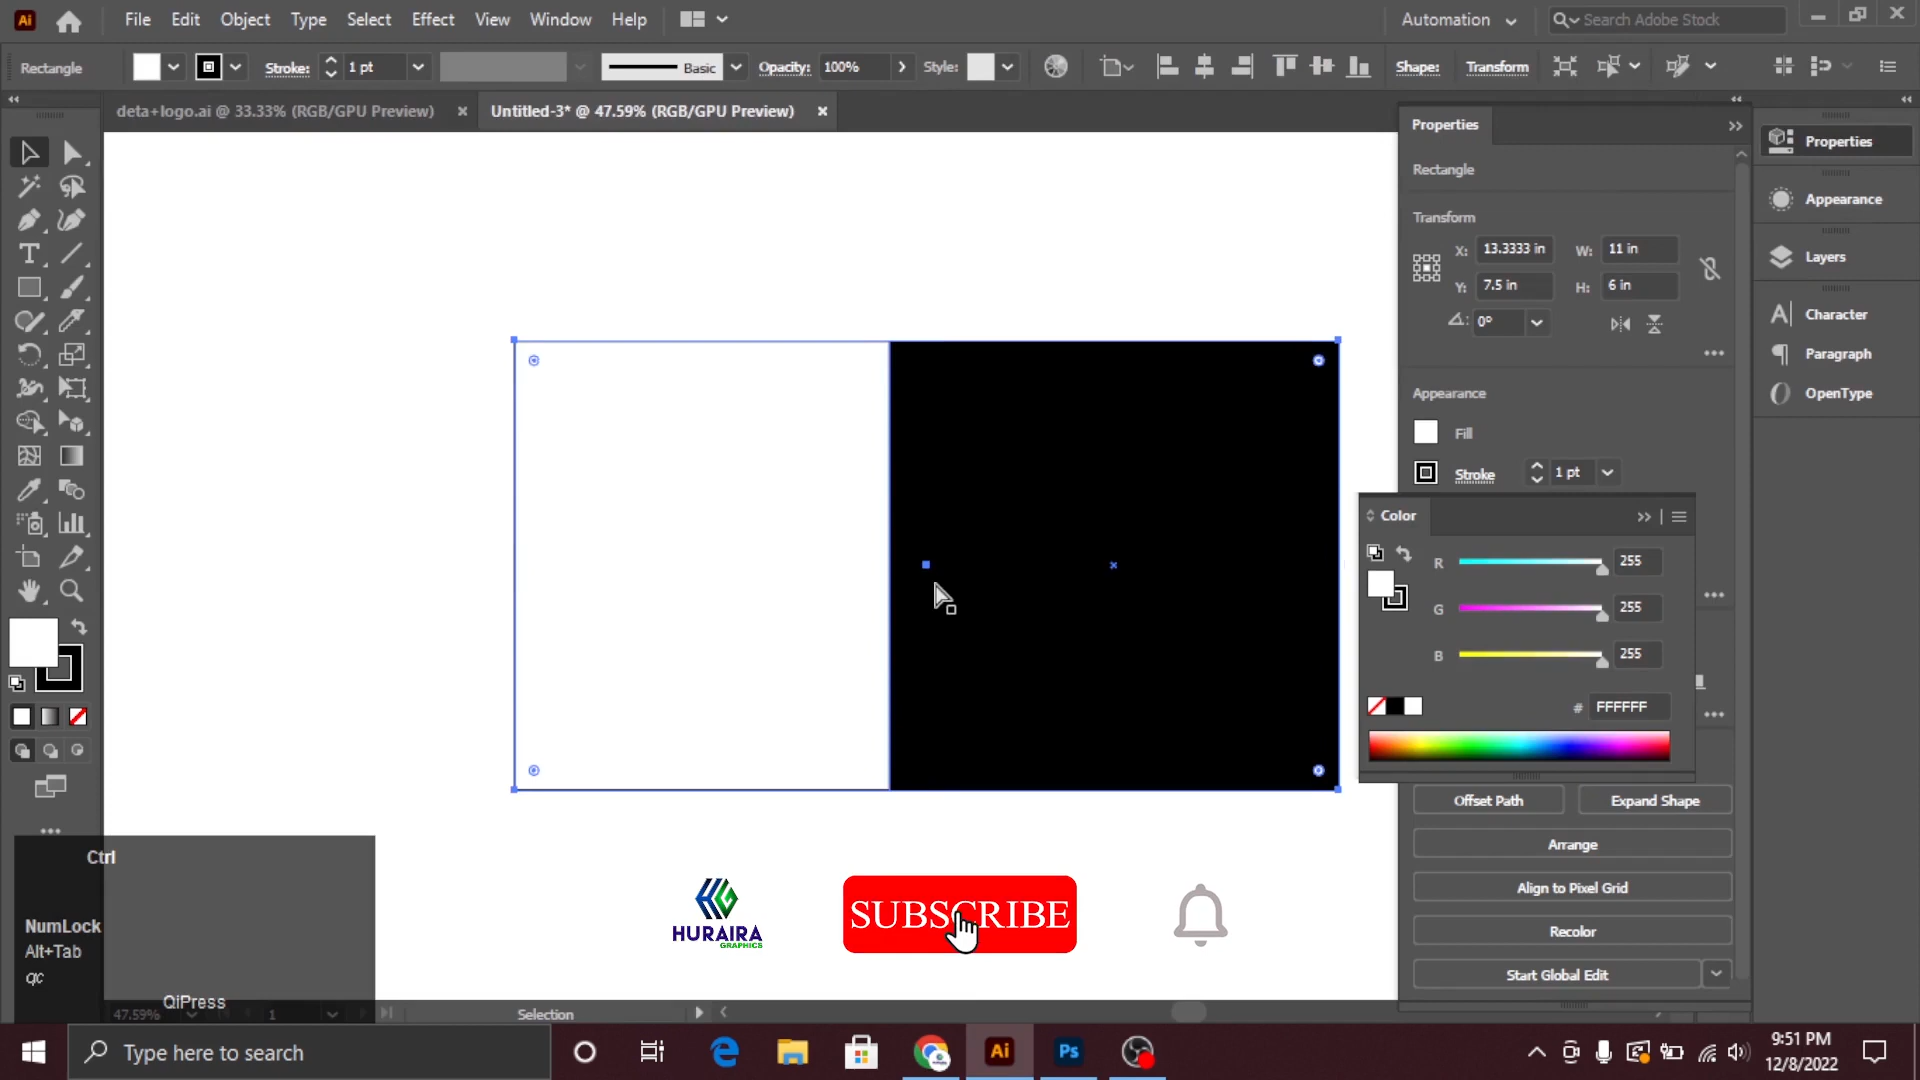 Ai File Edit Object Type Select Effect View Window Help Automation Search Adobe Stock
Rectangle Stroke: 1 pt Basic Opacity: 100% Style: Shape: Transform
deta+logo.ai @ 33.33% (RGB/GPU Preview) × Untitled-3* @ 47.59% (RGB/GPU Preview) ×
Properties
Rectangle
Transform
X: 13.3333 in W: 11 in
Y: 7.5 in H: 6 in
0°
Appearance
Fill
Stroke 1 pt
Color
R 255
G 255
B 255
# FFFFFF
Offset Path Expand Shape
Arrange
Align to Pixel Grid
Recolor
Start Global Edit
Properties
Appearance
Layers
Character
Paragraph
OpenType
Ctrl
NumLock
Alt+Tab
qc
QiPress
HURAIRA
GRAPHICS
SUBSCRIBE
47.59% 1 Selection
Type here to search
Ai Ps
9:51 PM
12/8/2022